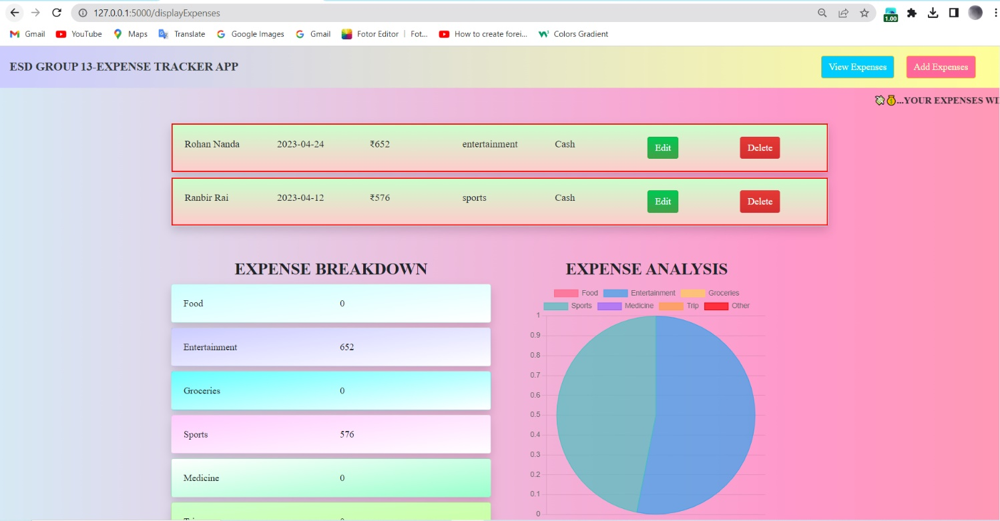 127.0.0.1:5000/displayExpenses
1.00
Gmail YouTube Maps Translate Google Images Gmail Fotor Editor | Fot... How to create forei... Colors Gradient
ESD GROUP 13-EXPENSE TRACKER APP View Expenses Add Expenses
...YOUR EXPENSES WI
Rohan Nanda 2023-04-24 ₹652 entertainment Cash Edit Delete
Ranbir Rai 2023-04-12 ₹576 sports Cash Edit Delete
EXPENSE BREAKDOWN
Food 0
Entertainment 652
Groceries 0
Sports 576
Medicine 0
EXPENSE ANALYSIS
Food Entertainment Groceries
Sports Medicine Trip Other
1
0.9
0.8
0.7
0.6
0.5
0.4
0.3
0.2
0.1
0